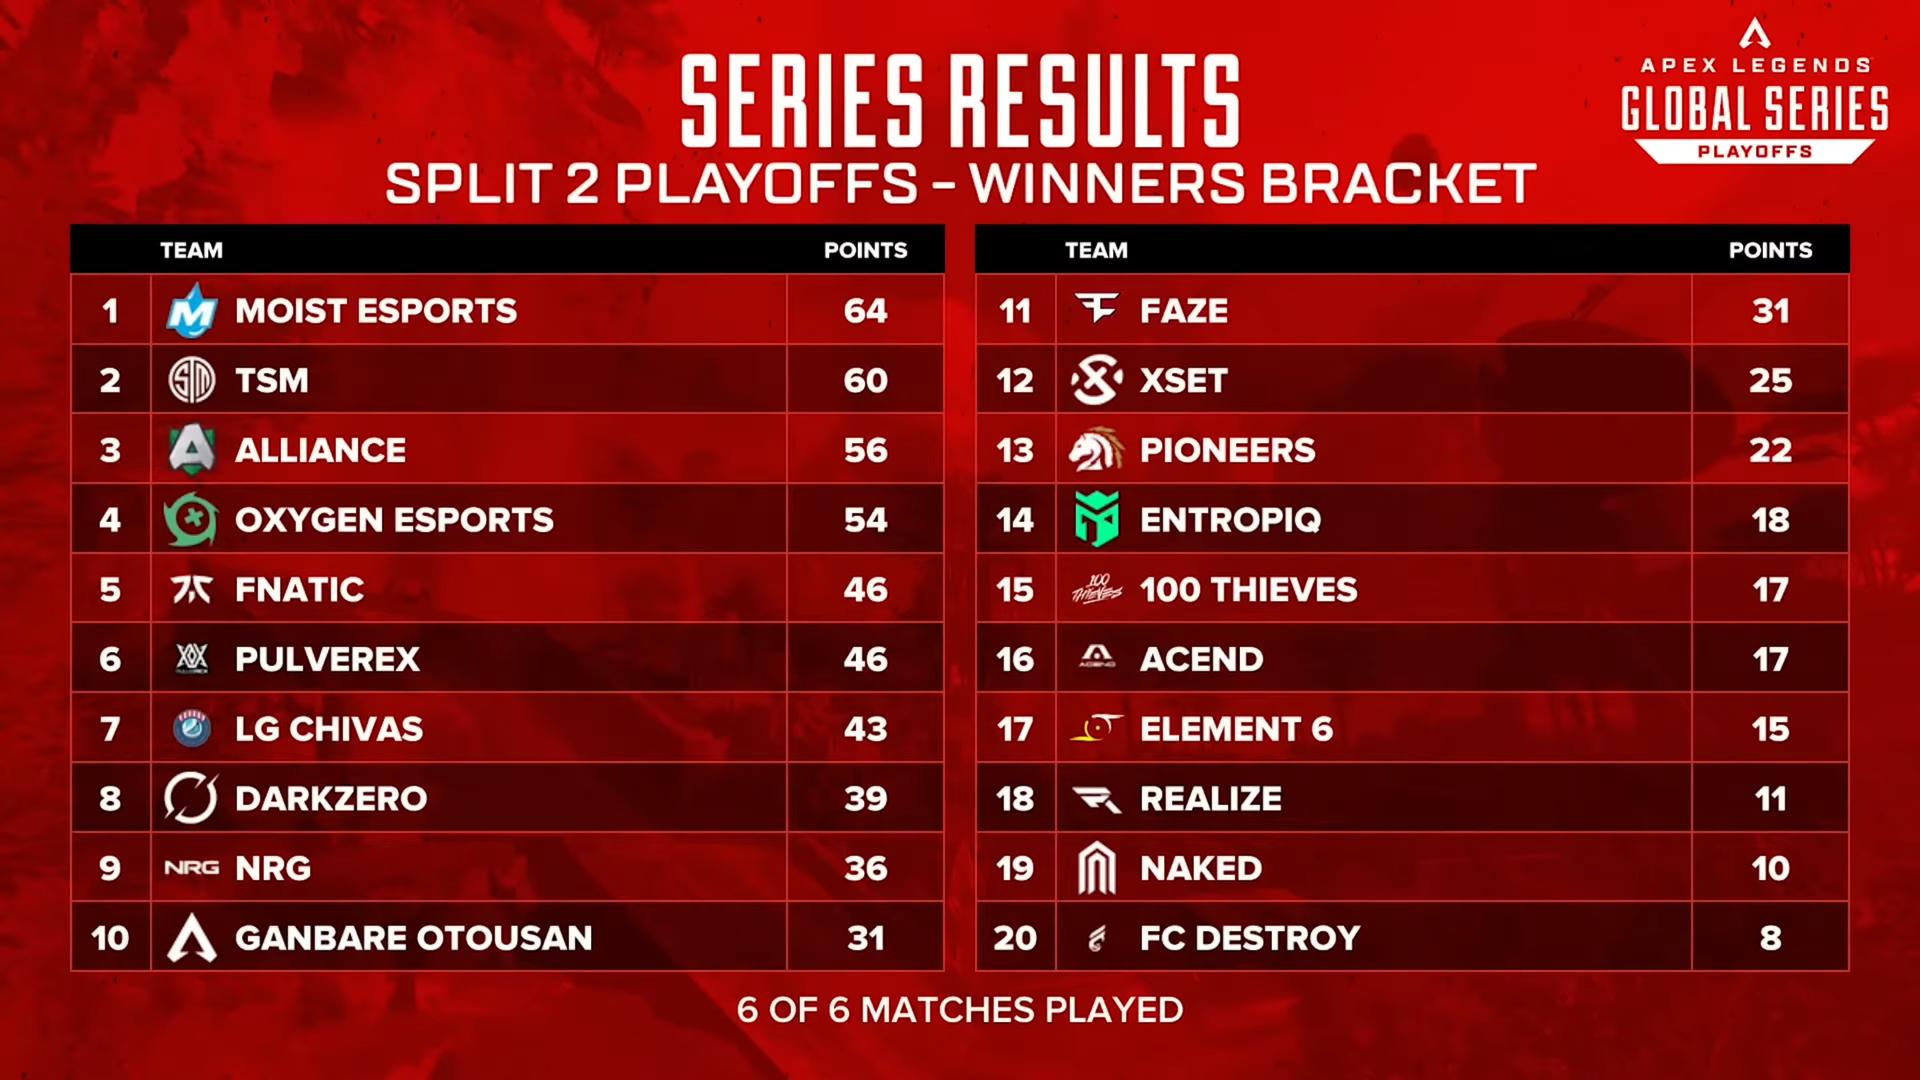 APEX LEGENDS
GLOBAL SERIES
PLAYOFFS
SERIES RESULTS
SPLIT 2 PLAYOFFS – WINNERS BRACKET
TEAM POINTS
1 MOIST ESPORTS 64
2 TSM 60
3 ALLIANCE 56
4 OXYGEN ESPORTS 54
5 FNATIC 46
6 PULVEREX 46
7 LG CHIVAS 43
8 DARKZERO 39
9 NRG NRG 36
10 GANBARE OTOUSAN 31
TEAM POINTS
11 FAZE 31
12 XSET 25
13 PIONEERS 22
14 ENTROPIQ 18
15 100 THIEVES 100 THIEVES 17
16 ACEND ACEND 17
17 ELEMENT 6 15
18 REALIZE 11
19 NAKED 10
20 FC DESTROY 8
6 OF 6 MATCHES PLAYED